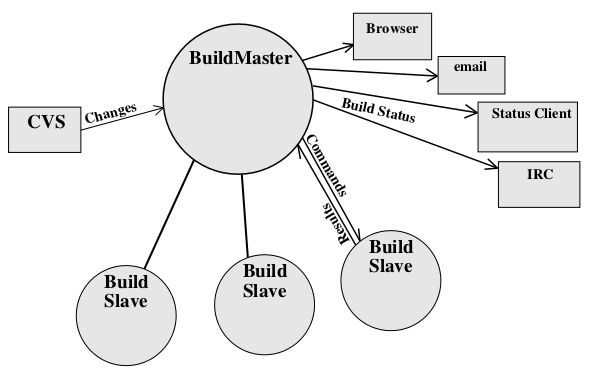 BuildMaster
Browser
email
Status Client
IRC
CVS
Changes
Build Status
Commands
Results
Build
Slave
Build
Slave
Build
Slave